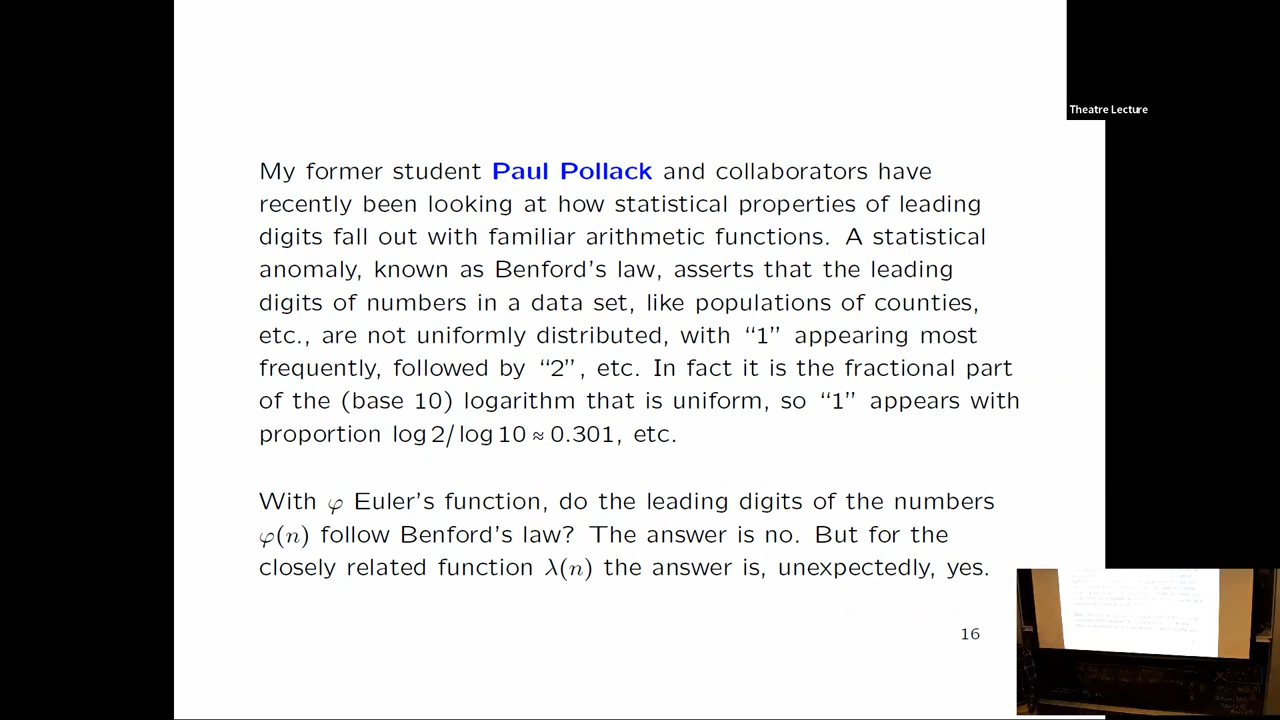 Theatre Lecture
My former student Paul Pollack and collaborators have
recently been looking at how statistical properties of leading
digits fall out with familiar arithmetic functions. A statistical
anomaly, known as Benford's law, asserts that the leading
digits of numbers in a data set, like populations of counties,
etc., are not uniformly distributed, with “1” appearing most
frequently, followed by “2”, etc. In fact it is the fractional part
of the (base 10) logarithm that is uniform, so “1” appears with
proportion log 2/ log 10 ≈ 0.301, etc.
With φ Euler's function, do the leading digits of the numbers
φ(n) follow Benford's law? The answer is no. But for the
closely related function λ(n) the answer is, unexpectedly, yes.
16